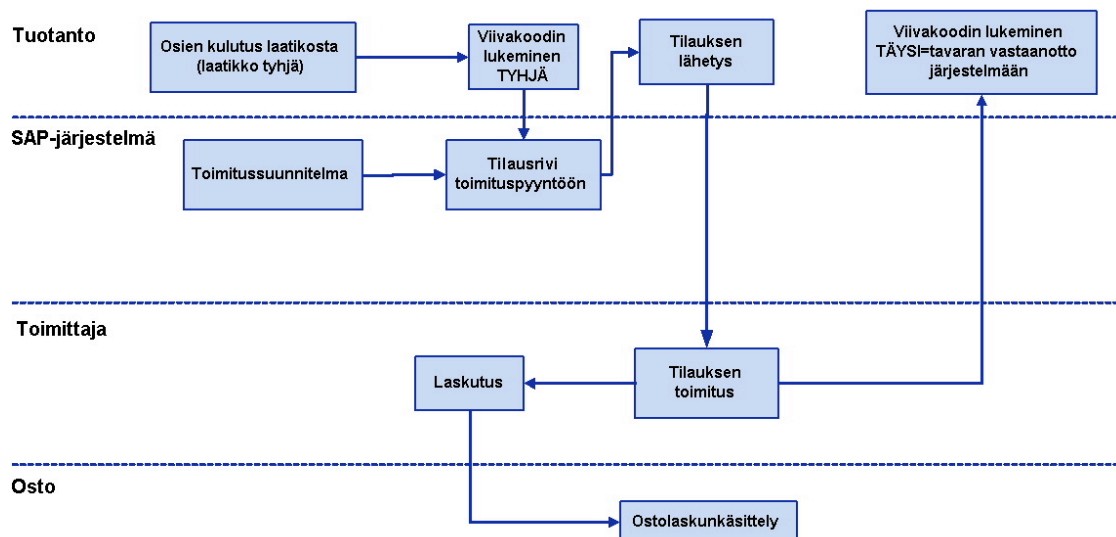 Tuotanto
Osien kulutus laatikosta
(laatikko tyhjä)
Viivakoodin
lukeminen
TYHJÄ
Tilauksen
lähetys
Viivakoodin lukeminen
TÄYSI=tavaran vastaanotto
järjestelmään
SAP-järjestelmä
Toimitussuunnitelma
Tilausrivi
toimituspyyntöön
Toimittaja
Laskutus
Tilauksen
toimitus
Osto
Ostolaskunkäsittely